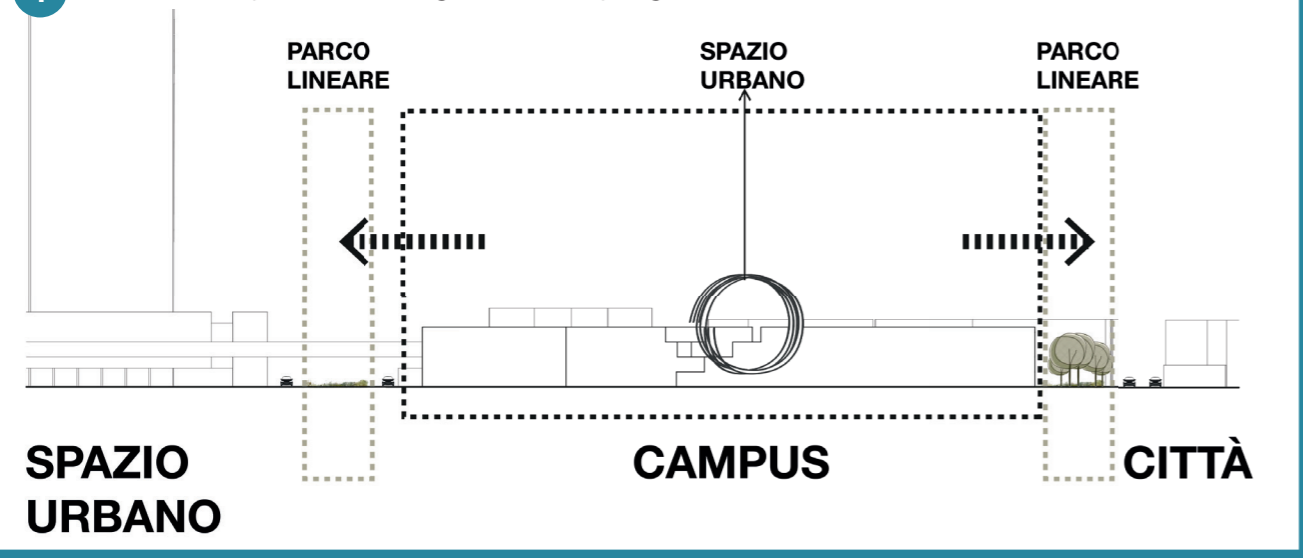 PARCO
LINEARE
SPAZIO
URBANO
PARCO
LINEARE
SPAZIO
URBANO
CAMPUS
CITTÀ